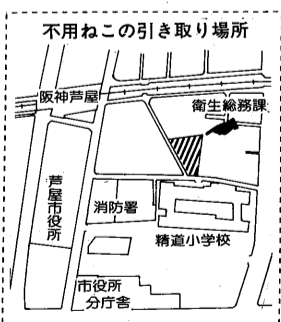 不用ねこの引き取り場所
阪神芦屋
衛生総務課
芦屋市役所
消防署
精道小学校
市役所
分庁舎